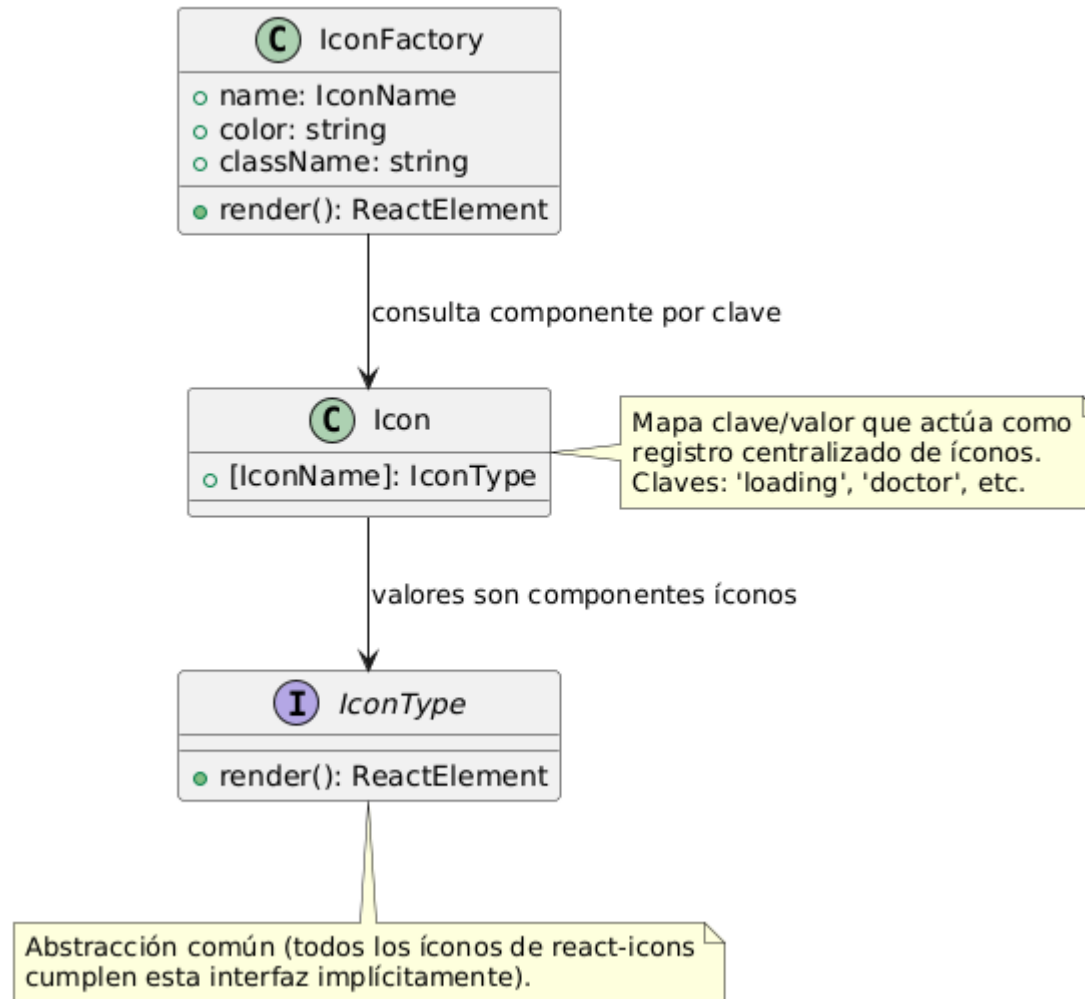 C IconFactory
name: IconName
color: string
className: string
render(): ReactElement
consulta componente por clave
C Icon
[IconName]: IconType
Mapa clave/valor que actúa como
registro centralizado de íconos.
Claves: 'loading', 'doctor', etc.
valores son componentes íconos
I IconType
render(): ReactElement
Abstracción común (todos los íconos de react-icons
cumplen esta interfaz implícitamente).